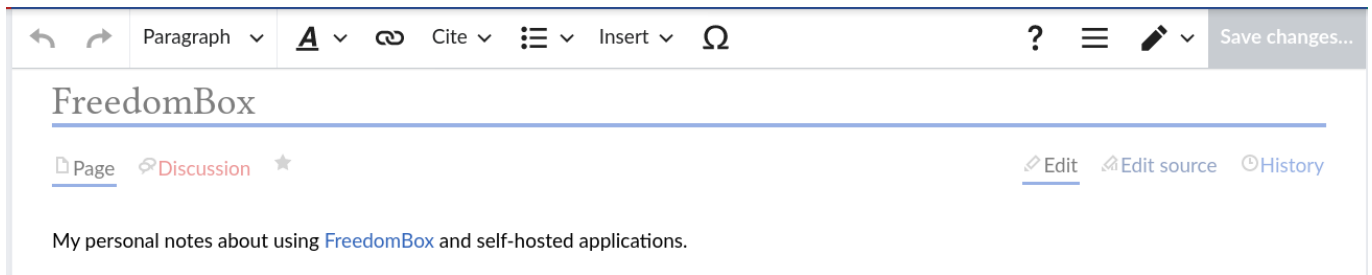 Paragraph A Cite Insert Ω ? Save changes...
FreedomBox
Page Discussion Edit Edit source History
My personal notes about using FreedomBox and self-hosted applications.